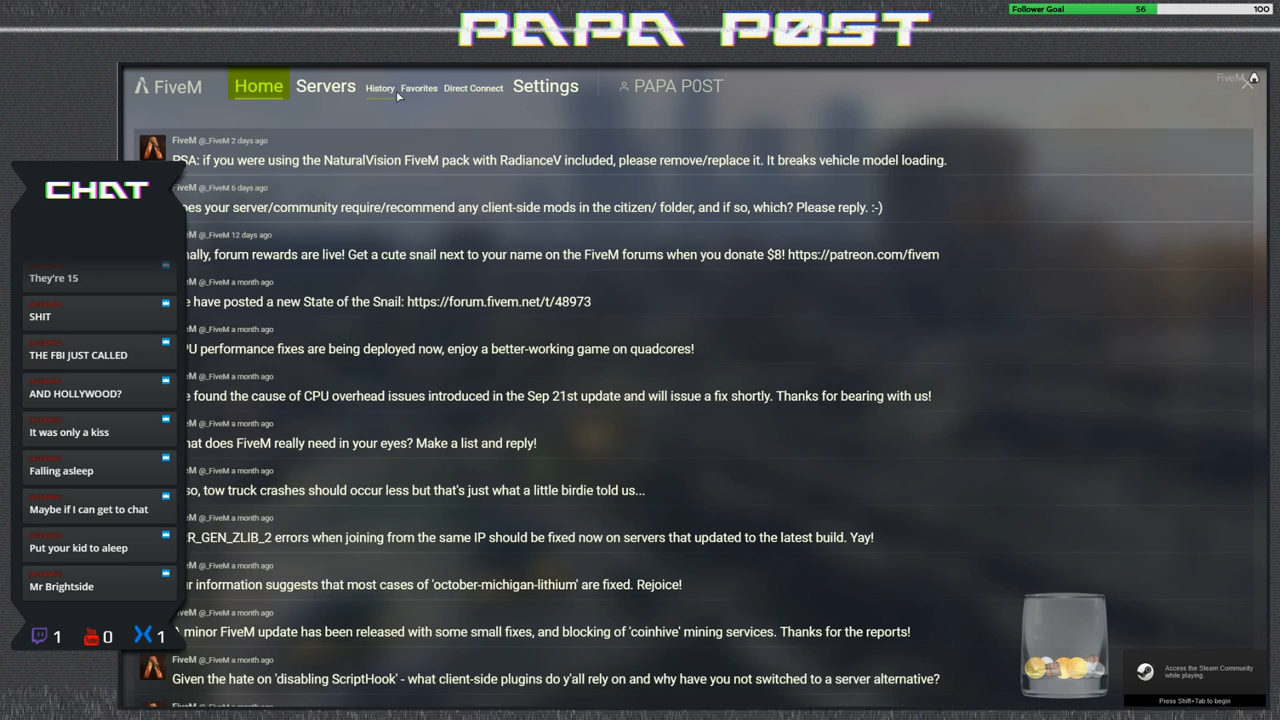 Follower Goal 56 100
PAPA P0ST
FiveM Home Servers History Favorites Direct Connect Settings PAPA P0ST
FiveM
FiveM @_FiveM 2 days ago
PSA: if you were using the NaturalVision FiveM pack with RadianceV included, please remove/replace it. It breaks vehicle model loading.
iveM @_FiveM 6 days ago
es your server/community require/recommend any client-side mods in the citizen/ folder, and if so, which? Please reply. :-)
eM @_FiveM 12 days ago
nally, forum rewards are live! Get a cute snail next to your name on the FiveM forums when you donate $8! https://patreon.com/fivem
eM @_FiveM a month ago
e have posted a new State of the Snail: https://forum.fivem.net/t/48973
eM @_FiveM a month ago
PU performance fixes are being deployed now, enjoy a better-working game on quadcores!
eM @_FiveM a month ago
e found the cause of CPU overhead issues introduced in the Sep 21st update and will issue a fix shortly. Thanks for bearing with us!
eM @_FiveM a month ago
hat does FiveM really need in your eyes? Make a list and reply!
eM @_FiveM a month ago
so, tow truck crashes should occur less but that's just what a little birdie told us...
eM @_FiveM a month ago
R_GEN_ZLIB_2 errors when joining from the same IP should be fixed now on servers that updated to the latest build. Yay!
eM @_FiveM a month ago
ur information suggests that most cases of 'october-michigan-lithium' are fixed. Rejoice!
eM @_FiveM a month ago
A minor FiveM update has been released with some small fixes, and blocking of 'coinhive' mining services. Thanks for the reports!
FiveM @_FiveM a month ago
Given the hate on 'disabling ScriptHook' - what client-side plugins do y'all rely on and why have you not switched to a server alternative?
CHAT
They're 15
SHIT
THE FBI JUST CALLED
AND HOLLYWOOD?
It was only a kiss
Falling asleep
Maybe if I can get to chat
Put your kid to aleep
Mr Brightside
1 0 1
Access the Steam Community
while playing.
Press Shift+Tab to begin